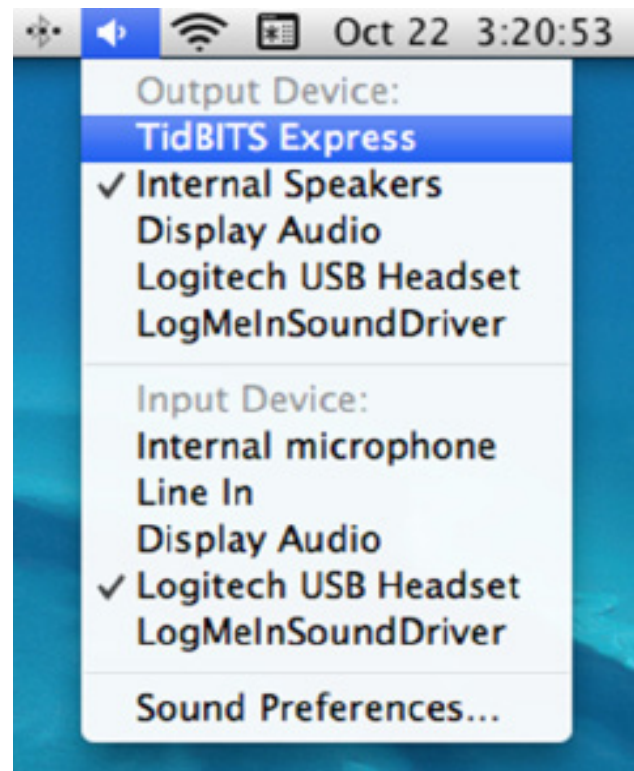 Oct 22 3:20:53
Output Device:
TidBITS Express
✓ Internal Speakers
Display Audio
Logitech USB Headset
LogMeInSoundDriver
Input Device:
Internal microphone
Line In
Display Audio
✓ Logitech USB Headset
LogMeInSoundDriver
Sound Preferences...